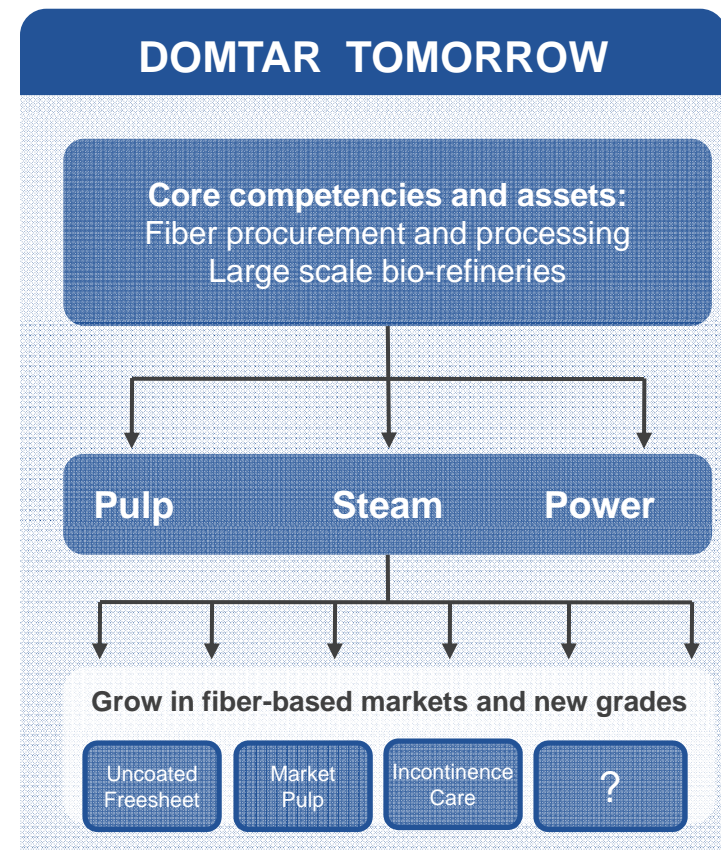 DOMTAR TOMORROW
Core competencies and assets:
Fiber procurement and processing
Large scale bio-refineries
Pulp Steam Power
Grow in fiber-based markets and new grades
Uncoated
Freesheet
Market
Pulp
Incontinence
Care
?